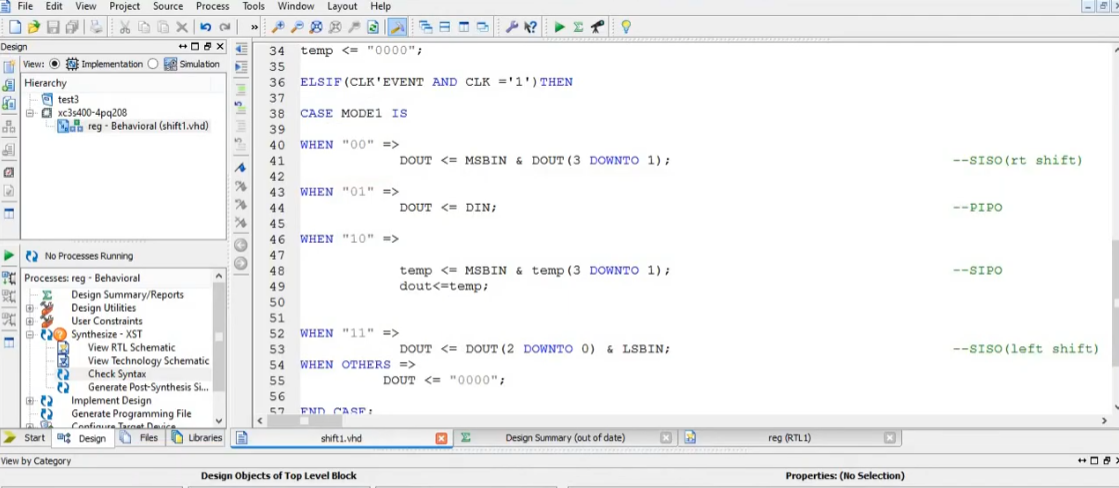 File Edit View Project Source Process Tools Window Layout Help
Design
View: Implementation Simulation
Hierarchy
test3
xc3s400-4pq208
reg - Behavioral (shift1.vhd)
No Processes Running
Processes: reg - Behavioral
Design Summary/Reports
Design Utilities
User Constraints
Synthesize - XST
View RTL Schematic
View Technology Schematic
Check Syntax
Generate Post-Synthesis Si...
Implement Design
Generate Programming File
Configure Target Device
Start Design Files Libraries
34 temp <= "0000";
35
36 ELSIF(CLK'EVENT AND CLK ='1')THEN
37
38 CASE MODE1 IS
39
40 WHEN "00" =>
41 DOUT <= MSBIN & DOUT(3 DOWNTO 1); --SISO(rt shift)
42
43 WHEN "01" =>
44 DOUT <= DIN; --PIPO
45
46 WHEN "10" =>
47
48 temp <= MSBIN & temp(3 DOWNTO 1); --SIPO
49 dout<=temp;
50
51
52 WHEN "11" =>
53 DOUT <= DOUT(2 DOWNTO 0) & LSBIN; --SISO(left shift)
54 WHEN OTHERS =>
55 DOUT <= "0000";
56
57 END CASE;
shift1.vhd Design Summary (out of date) reg (RTL1)
View by Category
Design Objects of Top Level Block Properties: (No Selection)